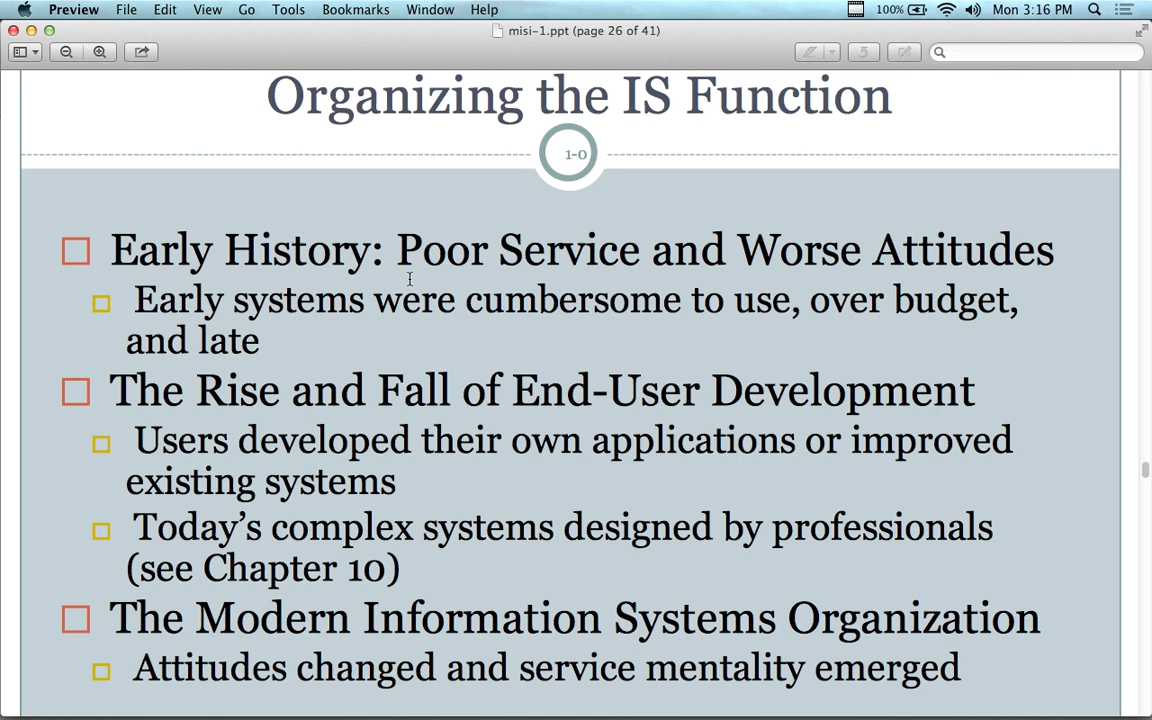 Preview File Edit View Go Tools Bookmarks Window Help 100% Mon 3:16 PM
misi-1.ppt (page 26 of 41)
Organizing the IS Function
1-0
Early History: Poor Service and Worse Attitudes
Early systems were cumbersome to use, over budget,
and late
The Rise and Fall of End-User Development
Users developed their own applications or improved
existing systems
Today’s complex systems designed by professionals
(see Chapter 10)
The Modern Information Systems Organization
Attitudes changed and service mentality emerged